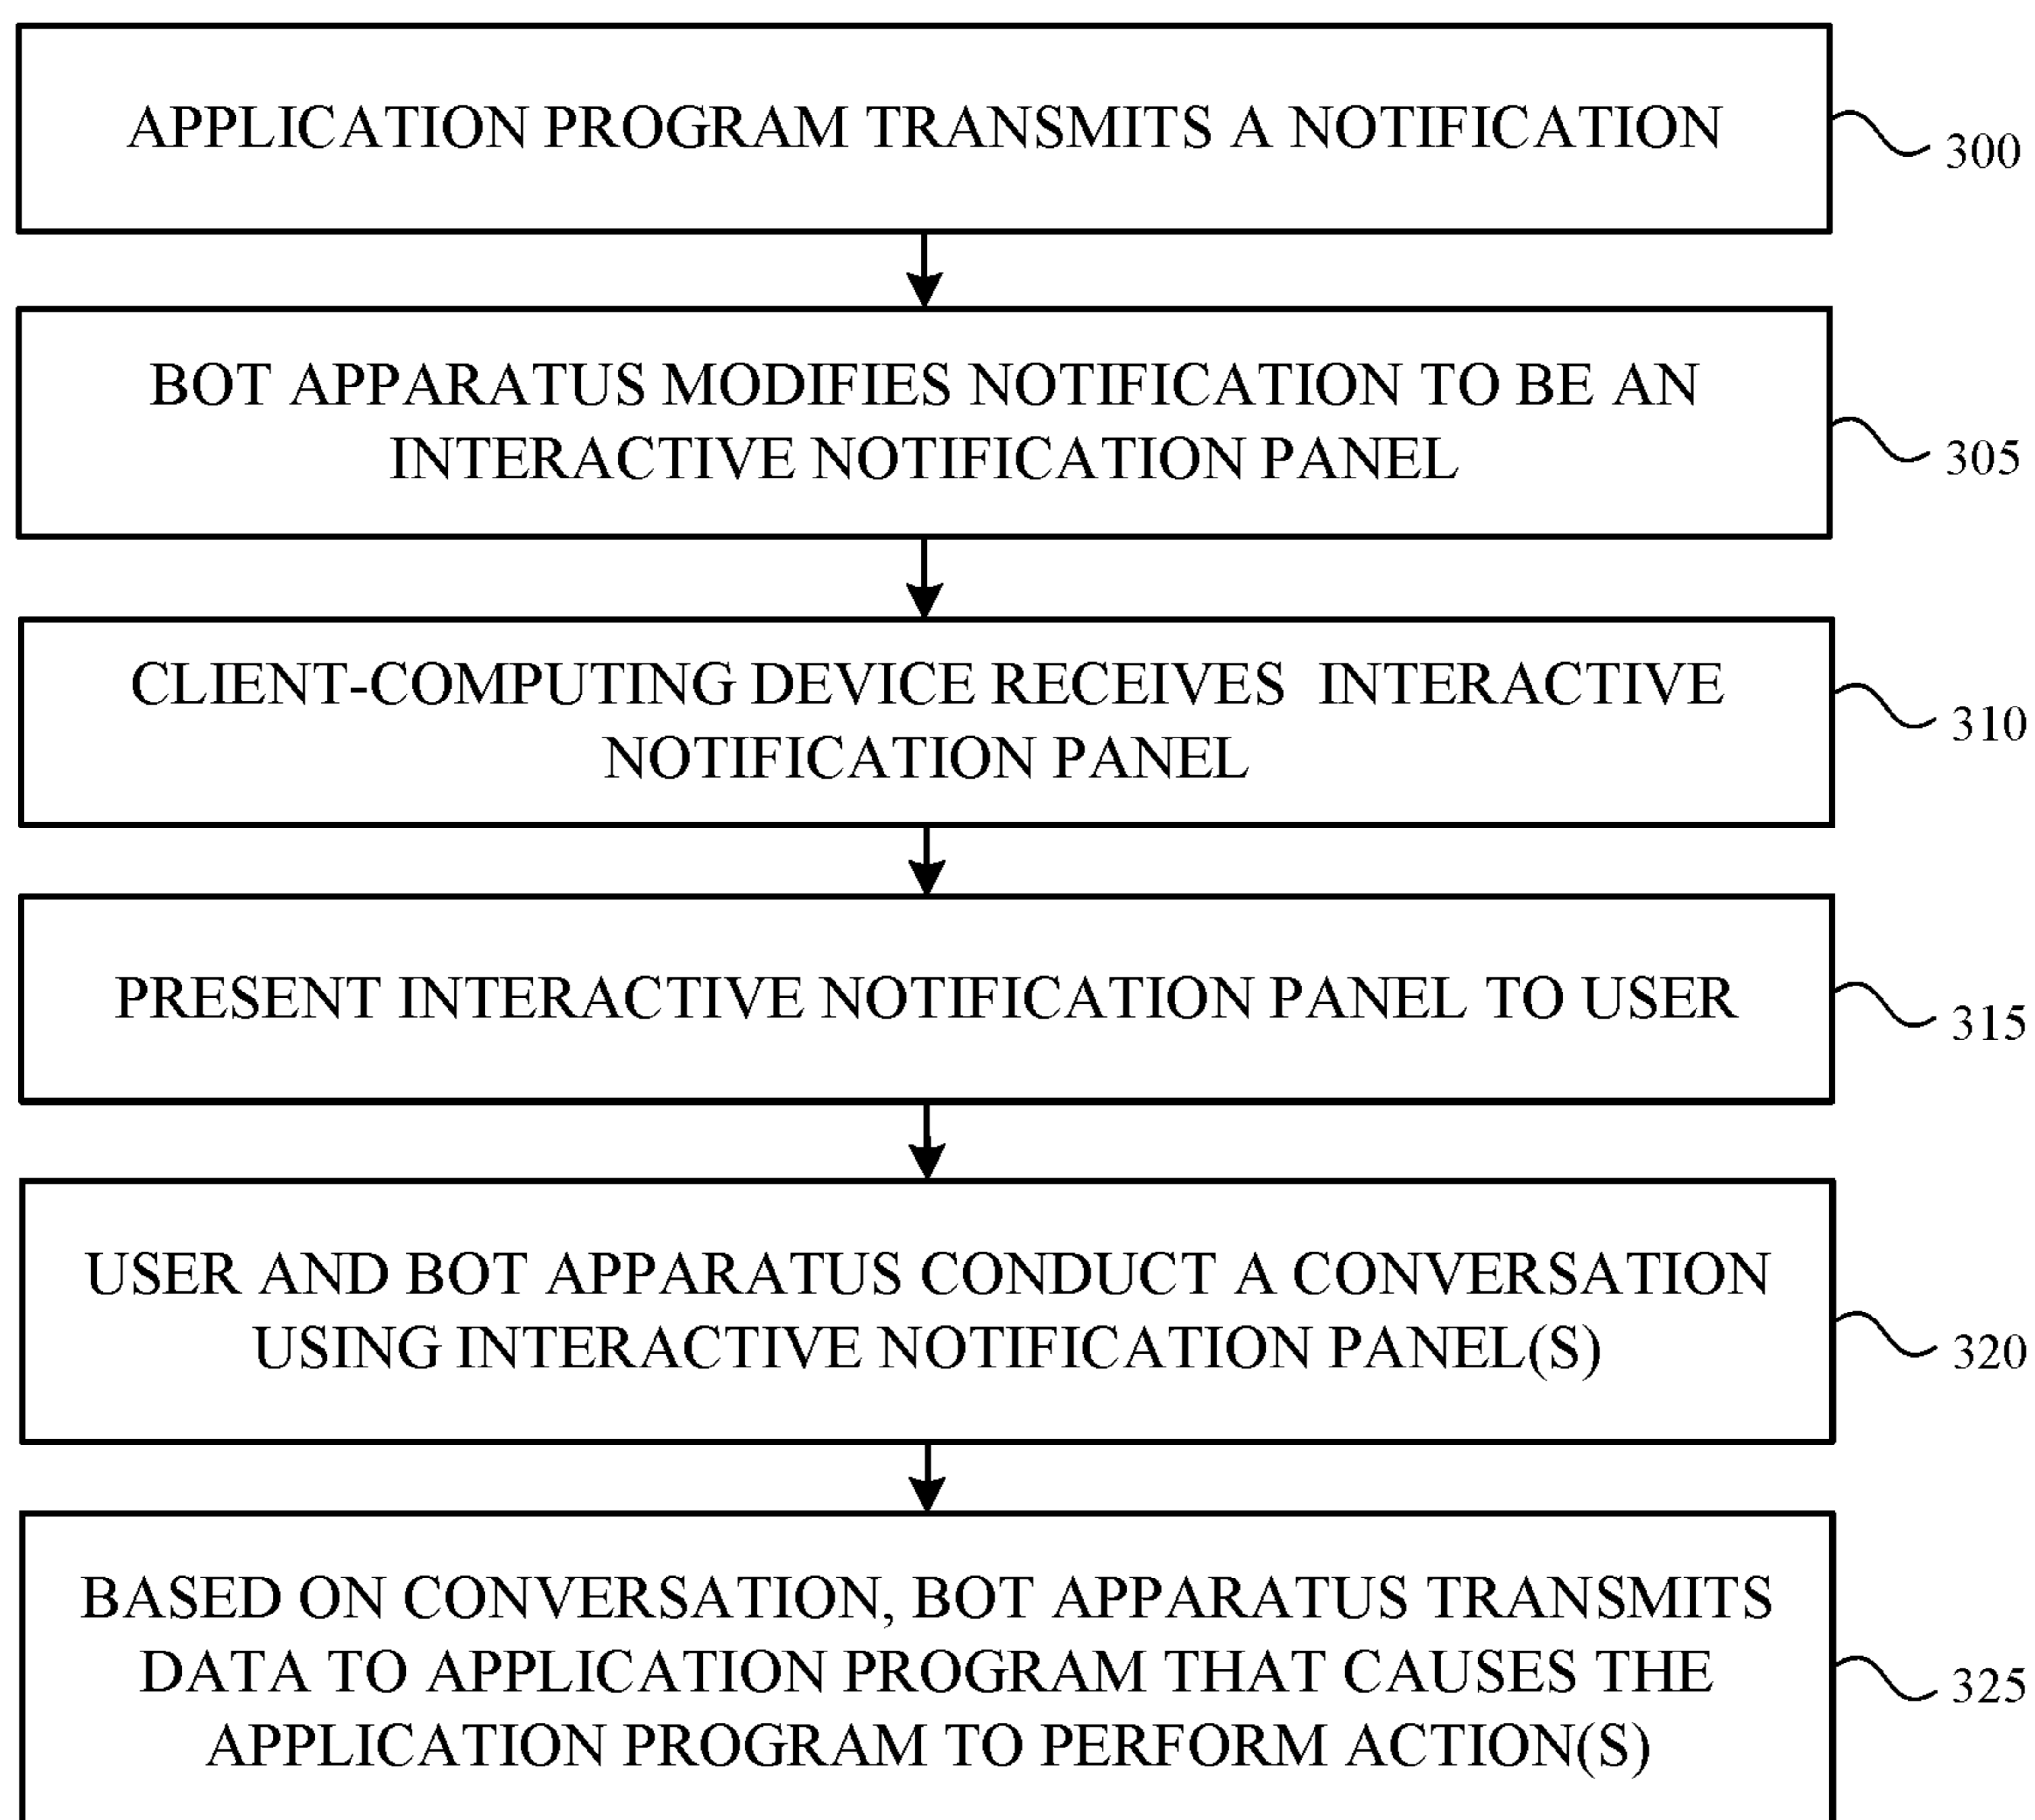 APPLICATION PROGRAM TRANSMITS A NOTIFICATION
300
BOT APPARATUS MODIFIES NOTIFICATION TO BE AN
INTERACTIVE NOTIFICATION PANEL
305
CLIENT-COMPUTING DEVICE RECEIVES INTERACTIVE
NOTIFICATION PANEL
310
PRESENT INTERACTIVE NOTIFICATION PANEL TO USER
315
USER AND BOT APPARATUS CONDUCT A CONVERSATION
USING INTERACTIVE NOTIFICATION PANEL(S)
320
BASED ON CONVERSATION, BOT APPARATUS TRANSMITS
DATA TO APPLICATION PROGRAM THAT CAUSES THE
APPLICATION PROGRAM TO PERFORM ACTION(S)
325